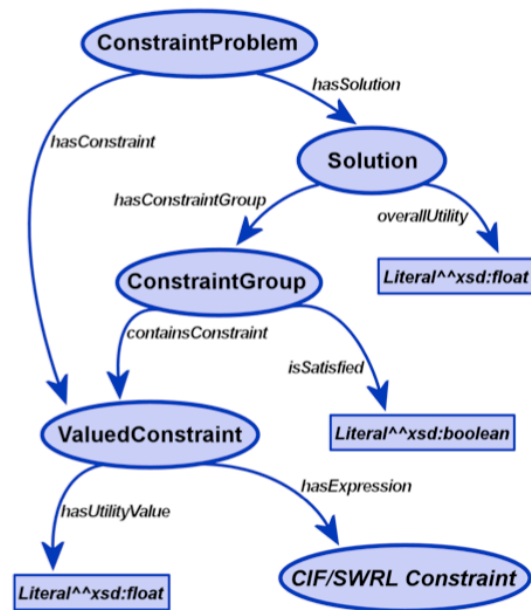 ConstraintProblem
hasSolution
hasConstraint
Solution
hasConstraintGroup
overallUtility
ConstraintGroup
Literal^^xsd:float
containsConstraint
isSatisfied
ValuedConstraint
Literal^^xsd:boolean
hasExpression
hasUtilityValue
CIF/SWRL Constraint
Literal^^xsd:float